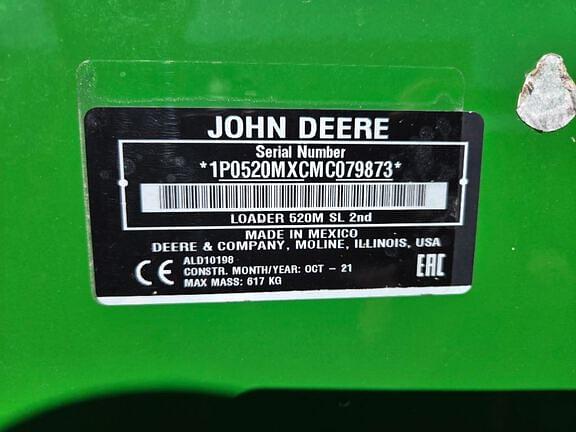 JOHN DEERE
Serial Number
*1P0520MXCMC079873*
LOADER 520M SL 2nd
MADE IN MEXICO
DEERE & COMPANY, MOLINE, ILLINOIS, USA
CE ALD10198 EAC
CONSTR. MONTH/YEAR: OCT - 21
MAX MASS: 617 KG